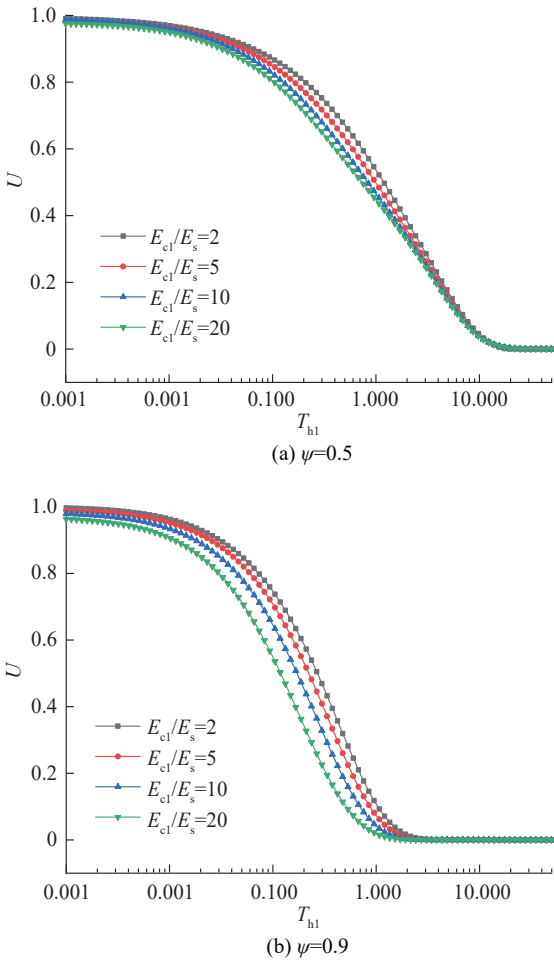 1.0
0.8
0.6
0.4
0.2
0
U
E_c1/E_s=2
E_c1/E_s=5
E_c1/E_s=10
E_c1/E_s=20
0.001 0.001 0.100 1.000 10.000
T_h1
(a) ψ=0.5
1.0
0.8
0.6
0.4
0.2
0
U
E_c1/E_s=2
E_c1/E_s=5
E_c1/E_s=10
E_c1/E_s=20
0.001 0.001 0.100 1.000 10.000
T_h1
(b) ψ=0.9